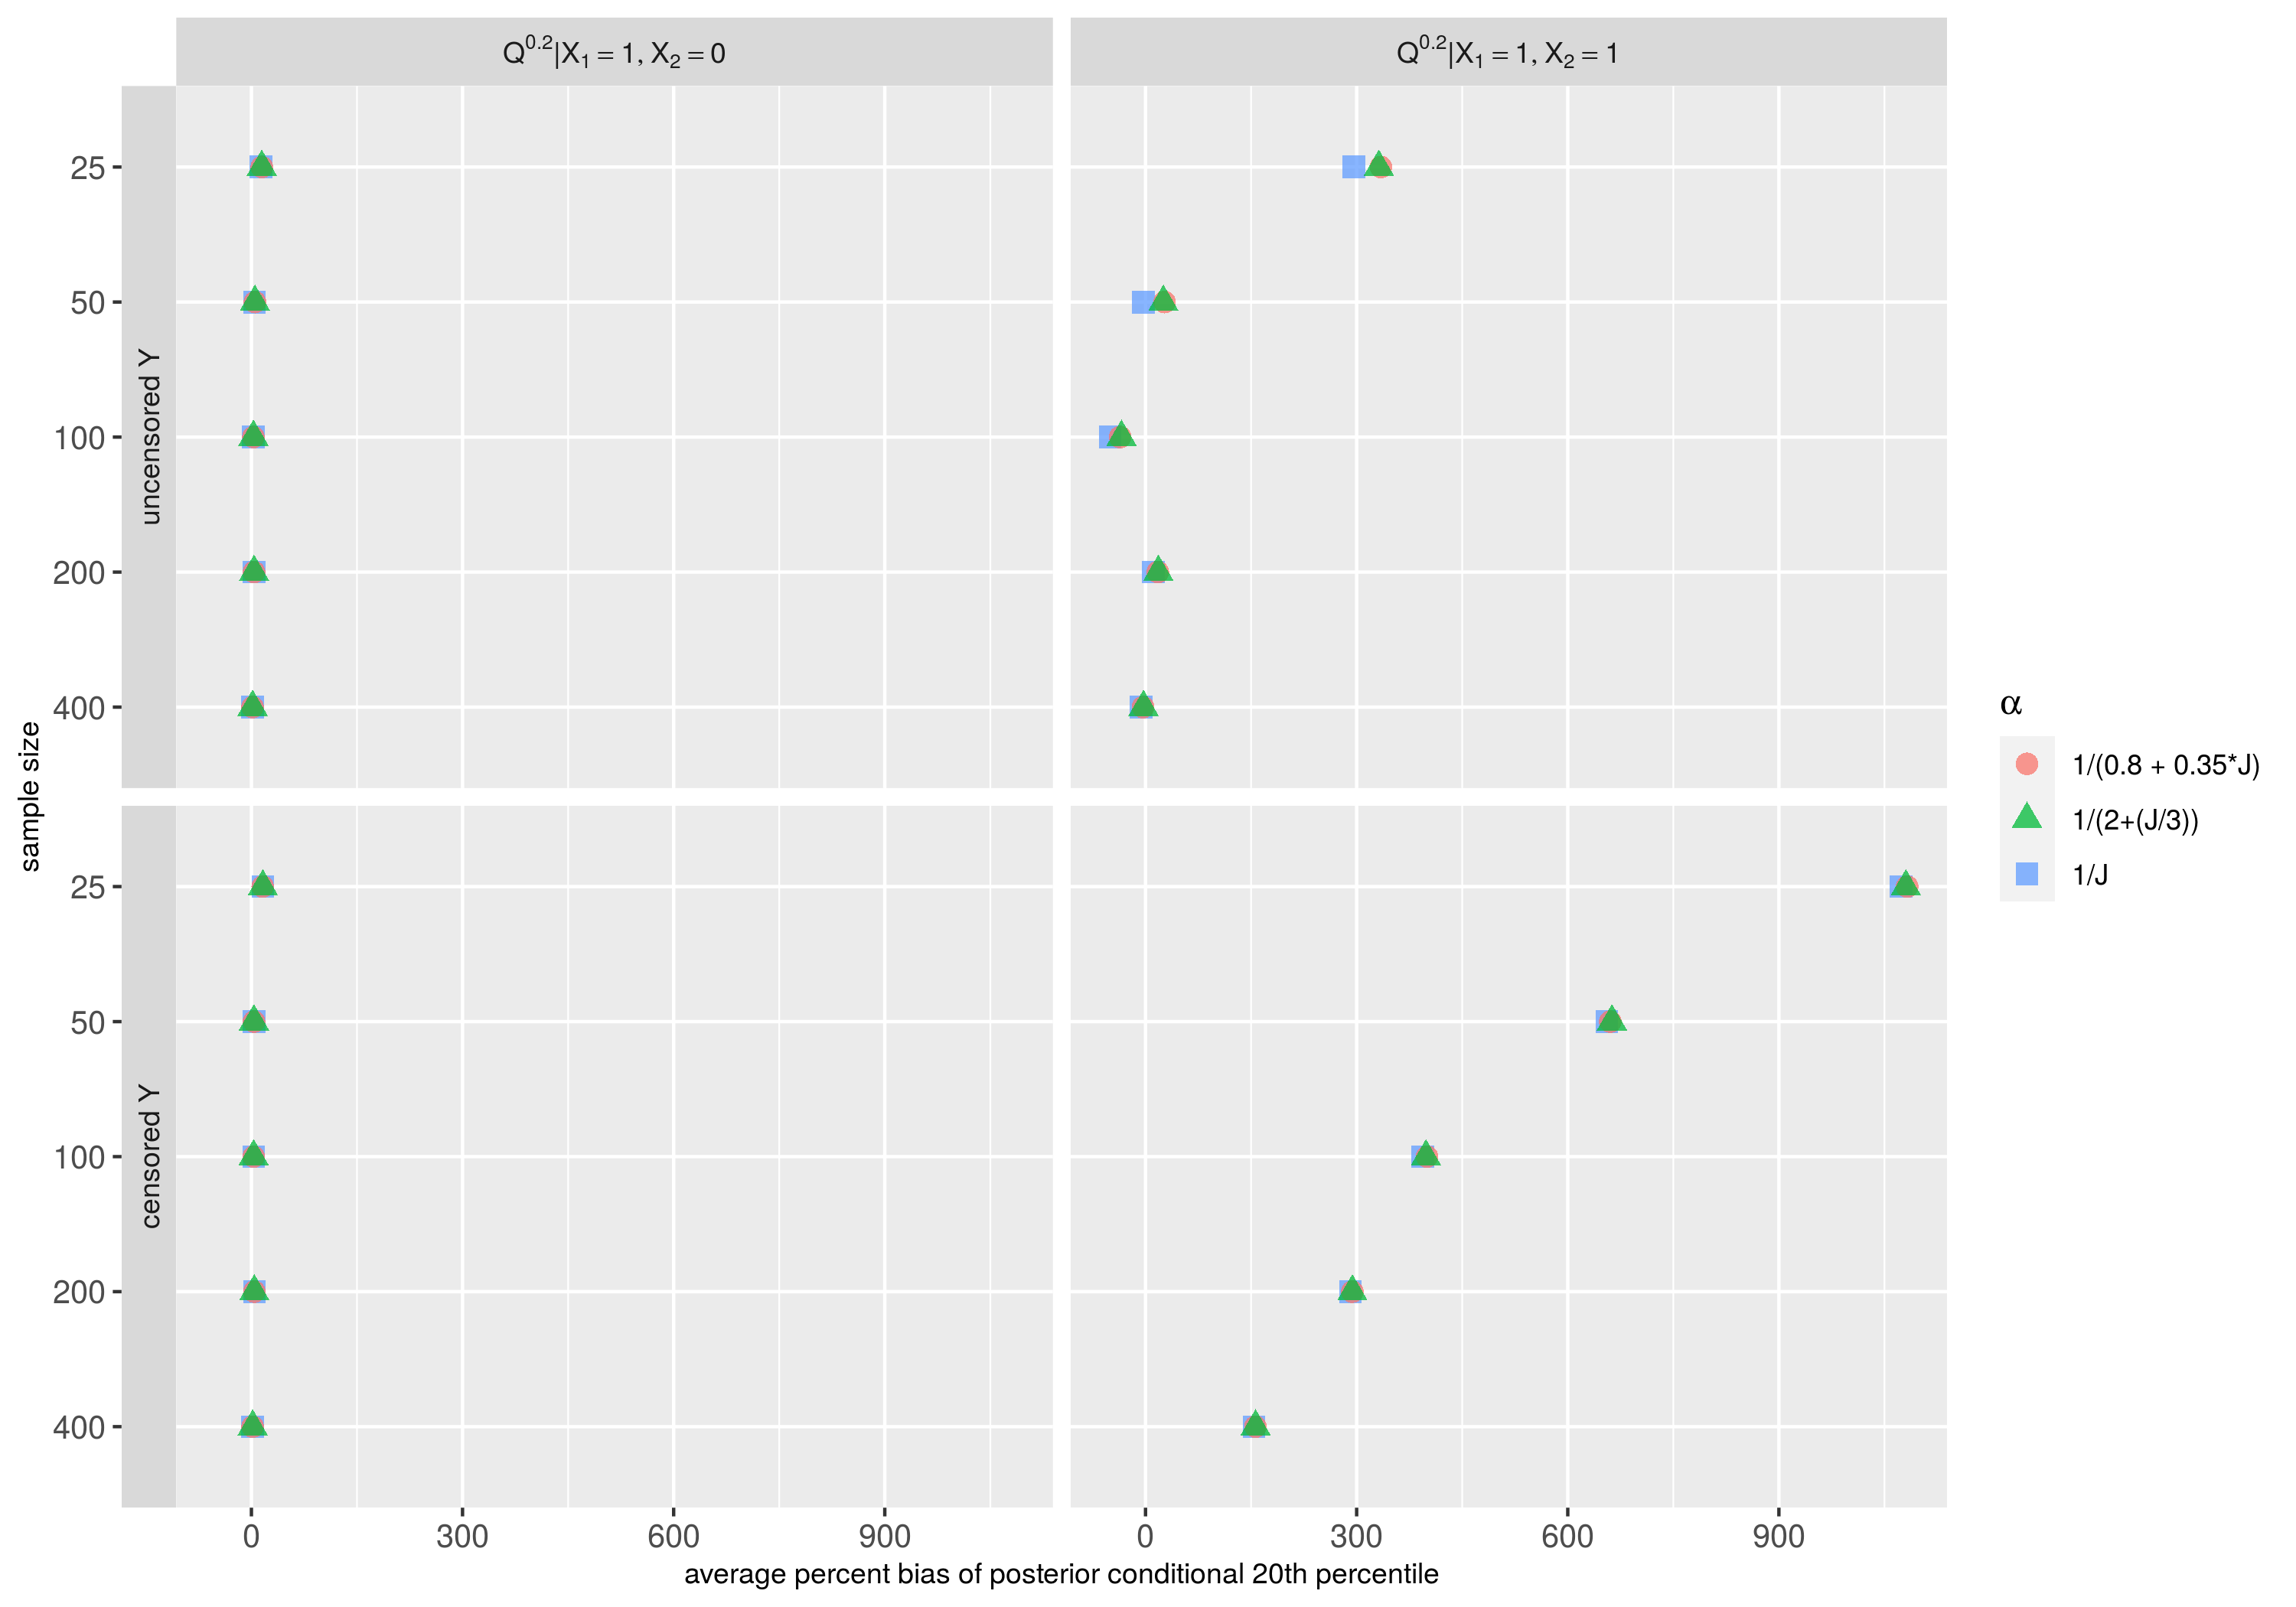 Q^0.2|X₁ = 1, X₂ = 0
Q^0.2|X₁ = 1, X₂ = 1
sample size
uncensored Y
25
50
100
200
400
censored Y
25
50
100
200
400
0 300 600 900
0 300 600 900
average percent bias of posterior conditional 20th percentile
α
1/(0.8 + 0.35*J)
1/(2+(J/3))
1/J